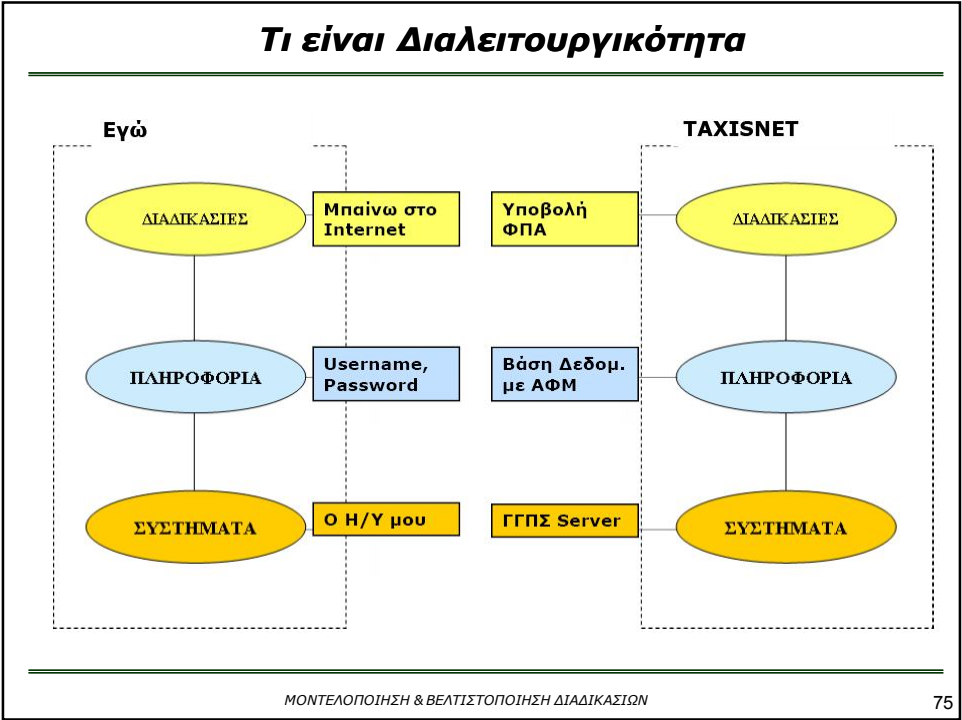 Τι είναι Διαλειτουργικότητα
Εγώ
TAXISNET
ΔΙΑΔΙΚΑΣΙΕΣ
Μπαίνω στο
Internet
Υποβολή
ΦΠΑ
ΔΙΑΔΙΚΑΣΙΕΣ
ΠΛΗΡΟΦΟΡΙΑ
Username,
Password
Βάση Δεδομ.
με ΑΦΜ
ΠΛΗΡΟΦΟΡΙΑ
ΣΥΣΤΗΜΑΤΑ
Ο Η/Υ μου
ΓΓΠΣ Server
ΣΥΣΤΗΜΑΤΑ
ΜΟΝΤΕΛΟΠΟΙΗΣΗ & ΒΕΛΤΙΣΤΟΠΟΙΗΣΗ ΔΙΑΔΙΚΑΣΙΩΝ
75